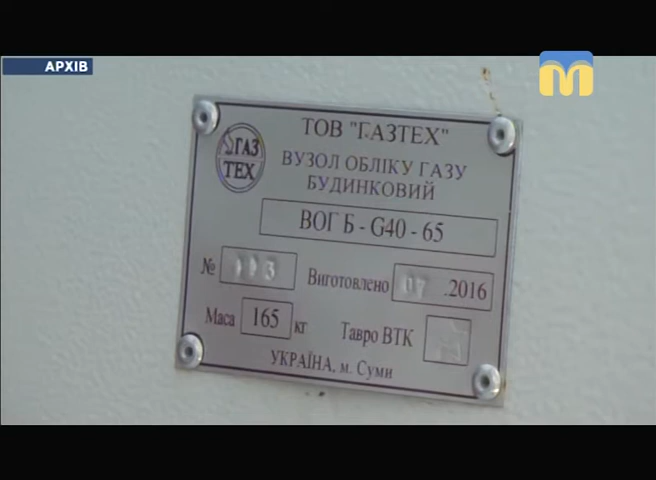 АРХІВ
ТОВ "ГАЗТЕХ"
ГАЗ
ТЕХ
ВУЗОЛ ОБЛІКУ ГАЗУ
БУДИНКОВИЙ
ВОГ Б - G40 - 65
№ Виготовлено 07 .2016
Маса 165 кг Тавро ВТК
УКРАЇНА, м. Суми